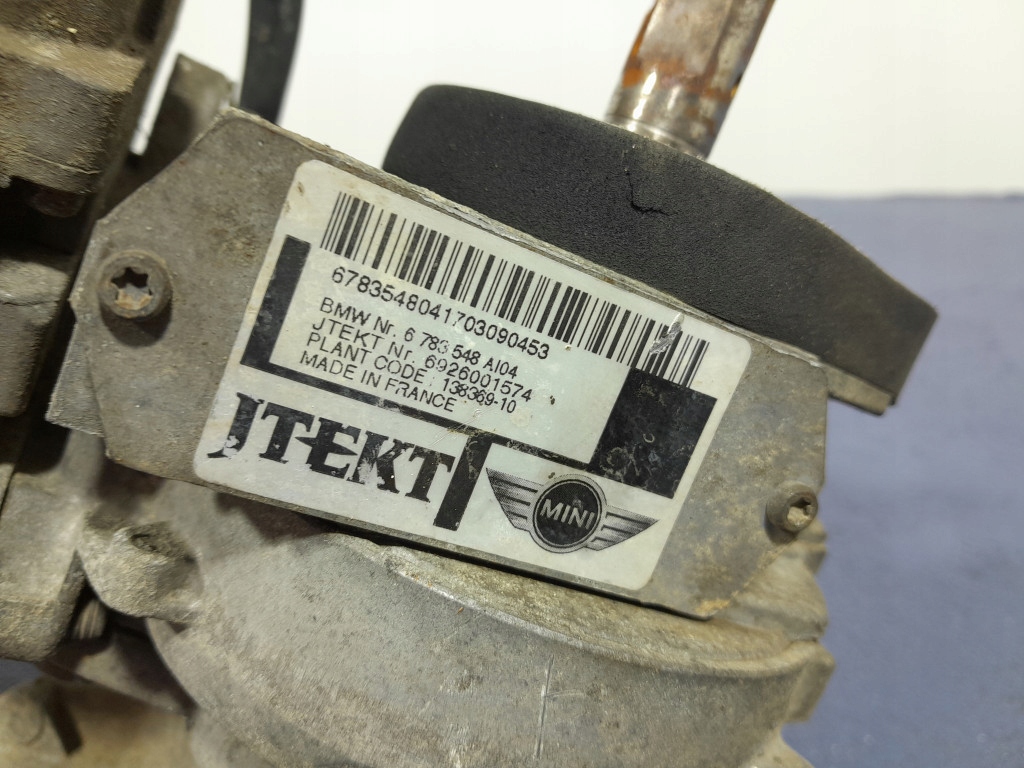 6783548041703090453
BMW Nr. 6 783 548 AI04
JTEKT Nr. 6926001574
PLANT CODE : 138369-10
MADE IN FRANCE
JTEKT
MINI